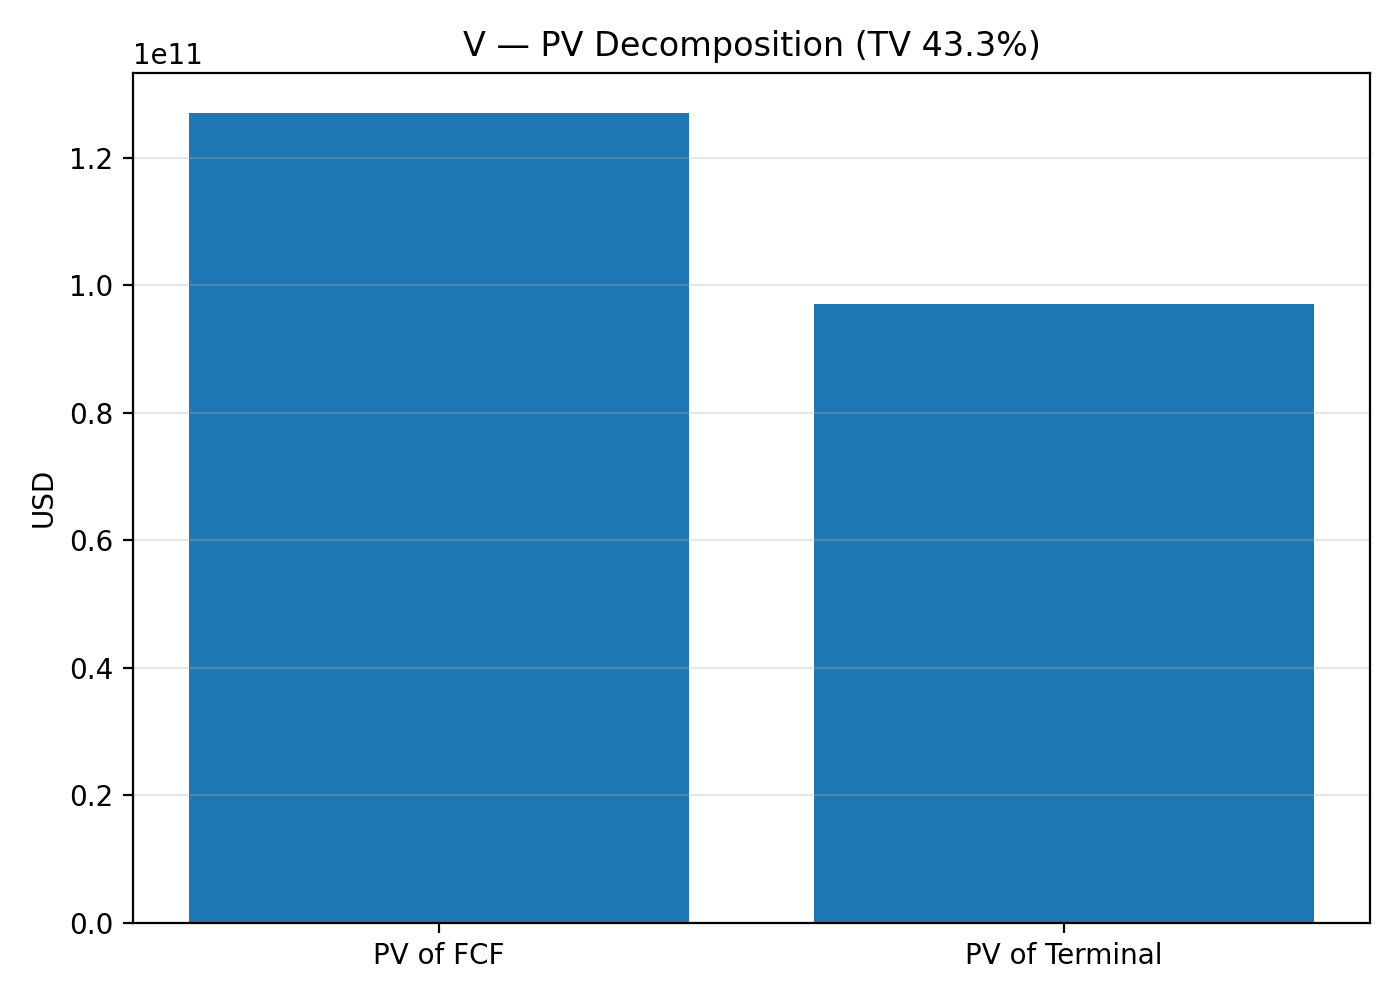 V — PV Decomposition (TV 43.3%)
1e11
1.2
1.0
0.8
0.6
0.4
0.2
0.0
USD
PV of FCF
PV of Terminal